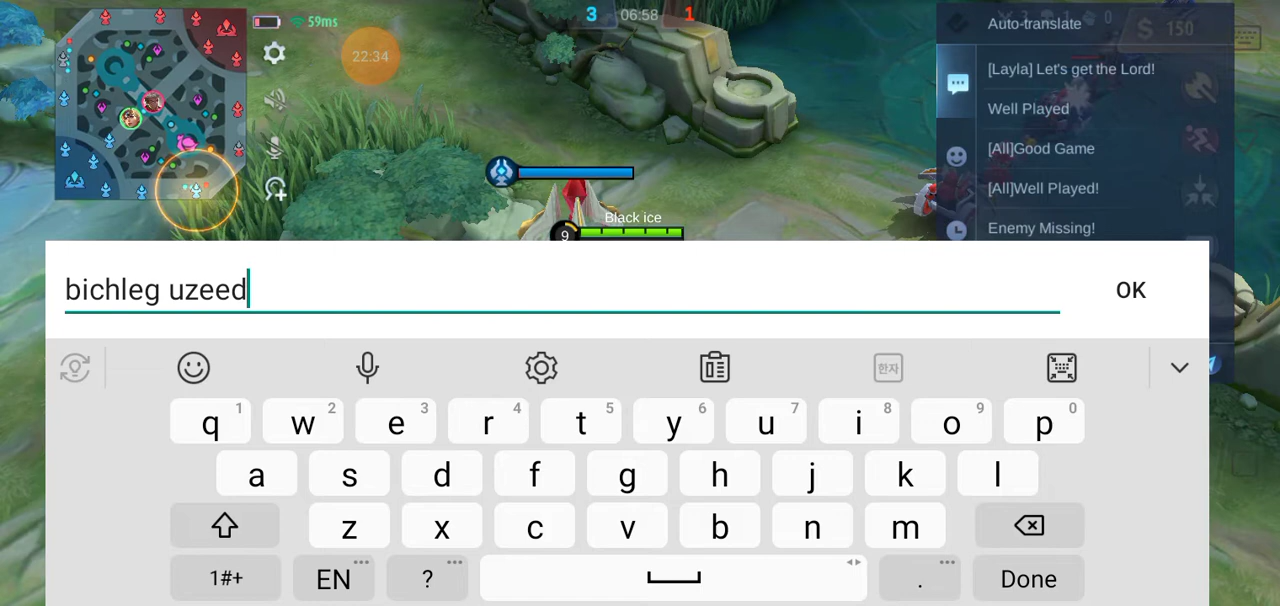 59ms
22:34
3 06:58 1
Auto-translate
$ 150
[Layla] Let's get the Lord!
Well Played
[All]Good Game
[All]Well Played!
Enemy Missing!
Black ice
9
bichleg uzeed
OK
한자
q 1 w 2 e 3 r 4 t 5 y 6 u 7 i 8 o 9 p 0
a s d f g h j k l
z x c v b n m
1#+ EN ? . Done